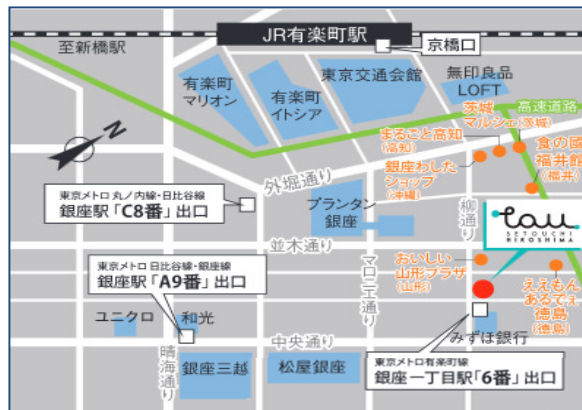 JR有楽町駅
京橋口
至新橋駅
有楽町
マリオン
有楽町
イトシア
東京交通会館
無印良品
LOFT
高速道路
茨城
マルシェ(茨城)
まるごと高知
(高知)
食の國
福井館
(福井)
銀座わした
ショップ
(沖縄)
N
外堀通り
東京メトロ 丸ノ内線・日比谷線
銀座駅「C8番」出口
プランタン
銀座
柳通り
tau
SETOUCHI
HIROSHIMA
並木通り
おいしい
山形プラザ
(山形)
マロニエ通り
東京メトロ 日比谷線・銀座線
銀座駅「A9番」出口
ええもん
あるでぇ
徳島
(徳島)
ユニクロ
和光
みずほ銀行
中央通り
晴海通り
銀座三越
松屋銀座
東京メトロ有楽町線
銀座一丁目駅「6番」出口